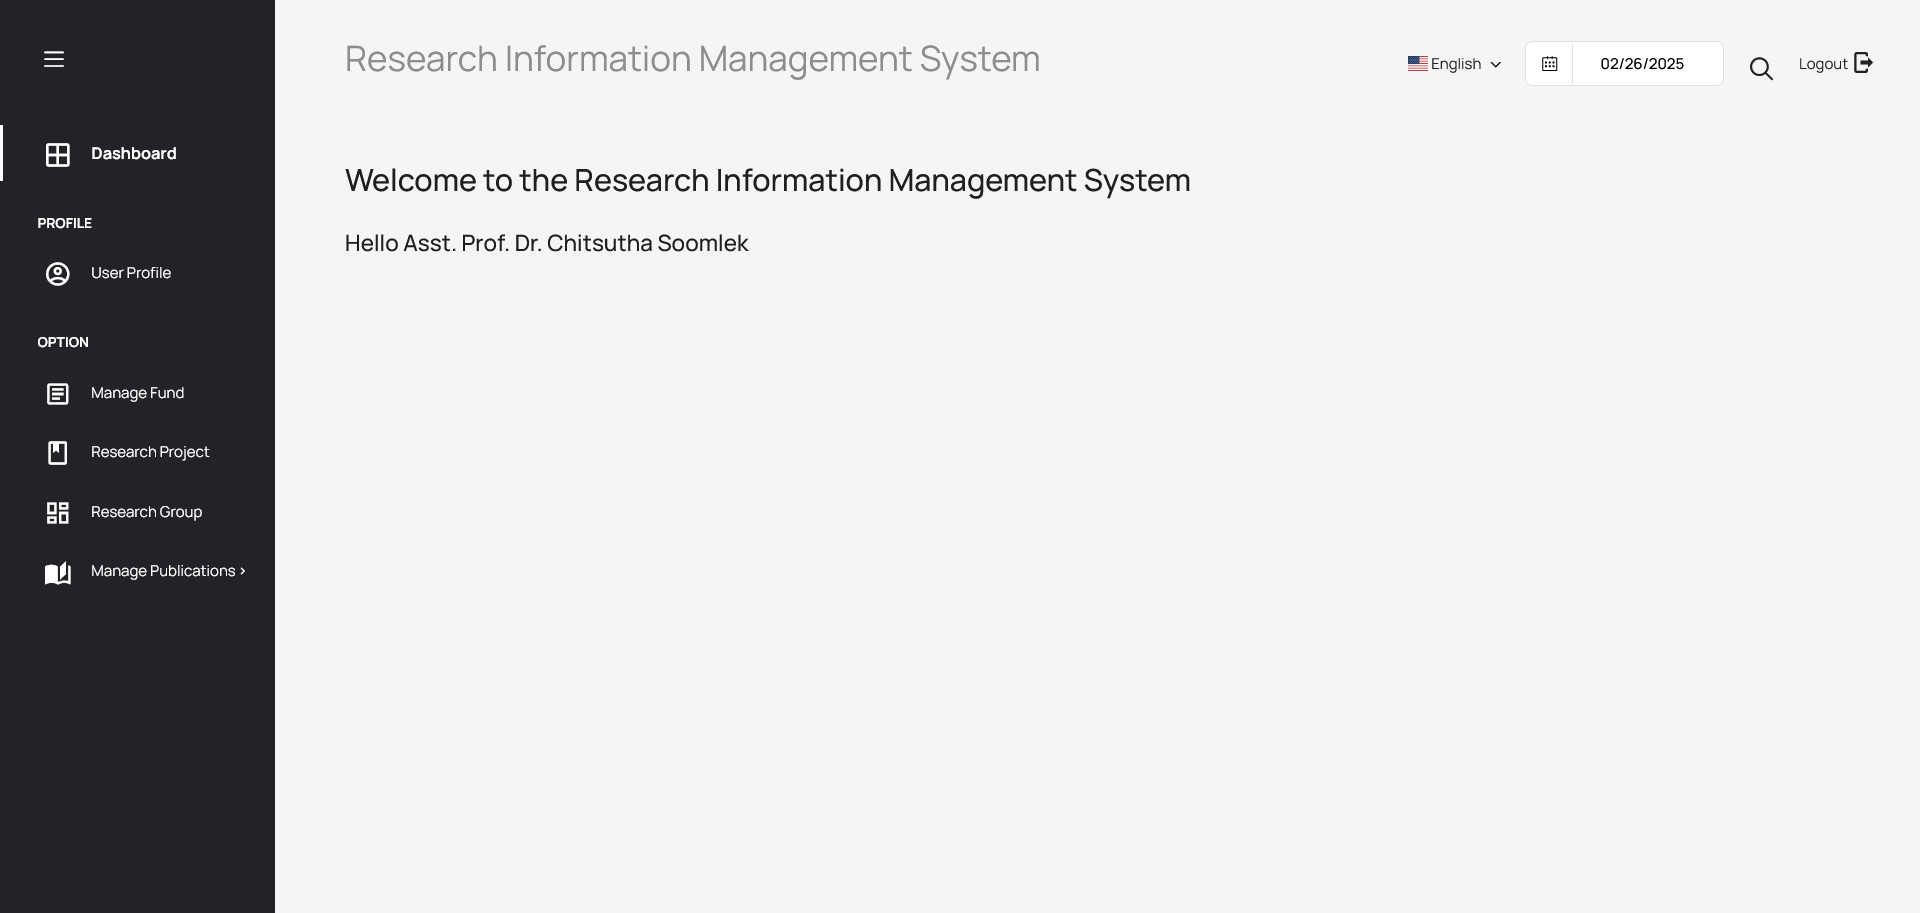 Research Information Management System
English
02/26/2025
Logout
Dashboard
PROFILE
User Profile
OPTION
Manage Fund
Research Project
Research Group
Manage Publications
Welcome to the Research Information Management System
Hello Asst. Prof. Dr. Chitsutha Soomlek